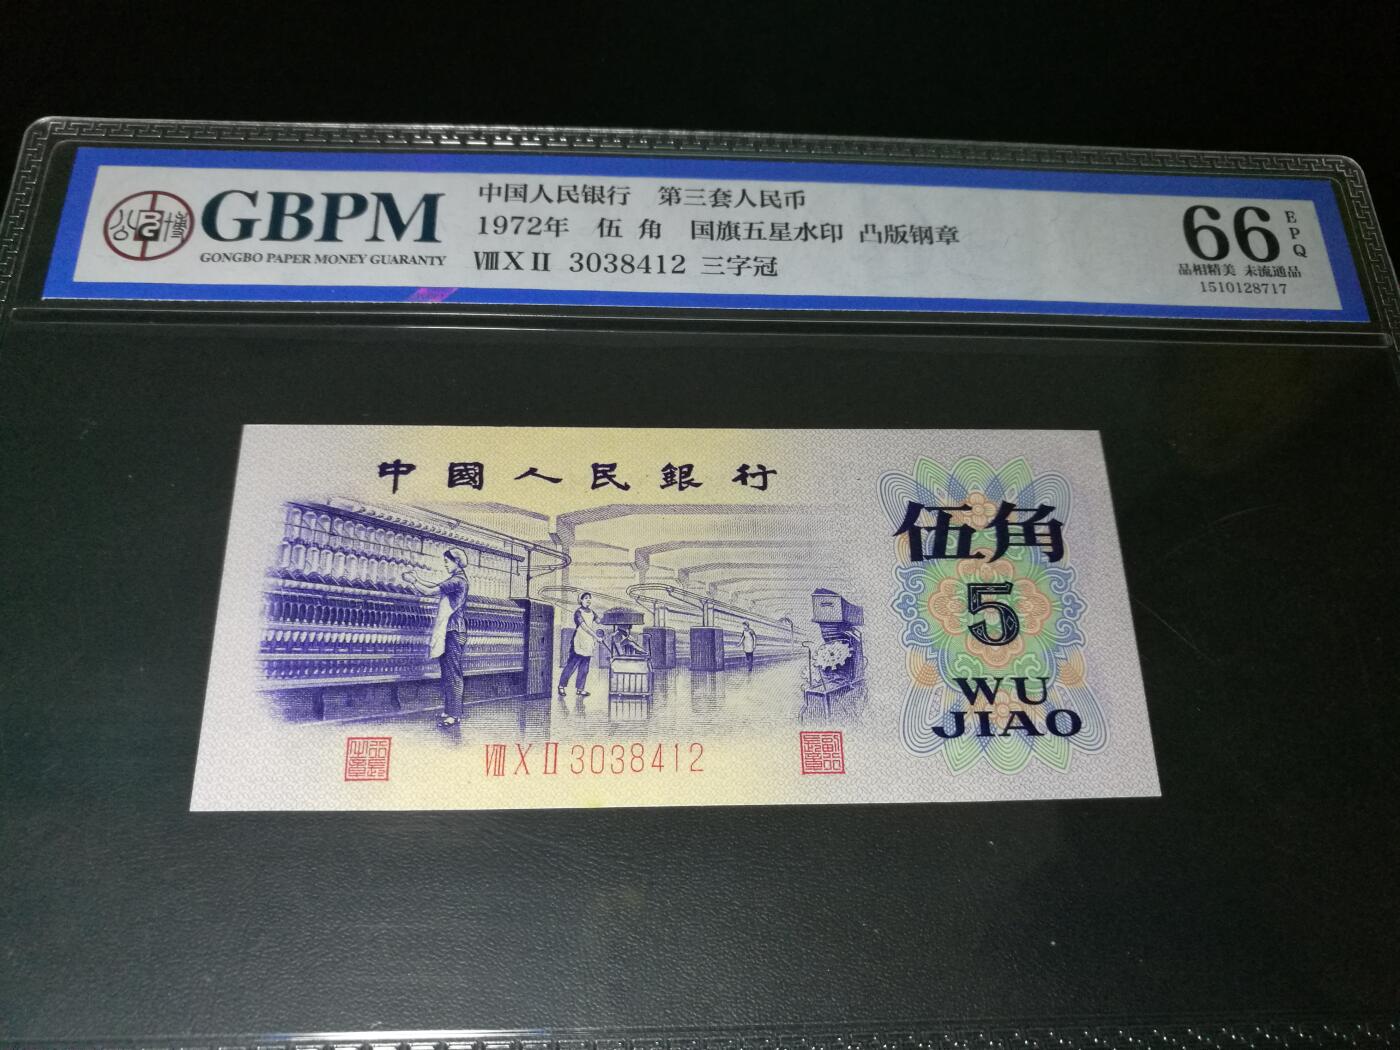 GBPM
GONGBO PAPER MONEY GUARANTY
中国人民银行 第三套人民币
1972年 伍 角 国旗五星水印 凸版钢章
ⅧⅩⅡ 3038412 三字冠
66
EPQ
品相精美 未流通品
1510128717
中國人民銀行
伍角
5
WU
JIAO
ⅧⅩⅡ3038412